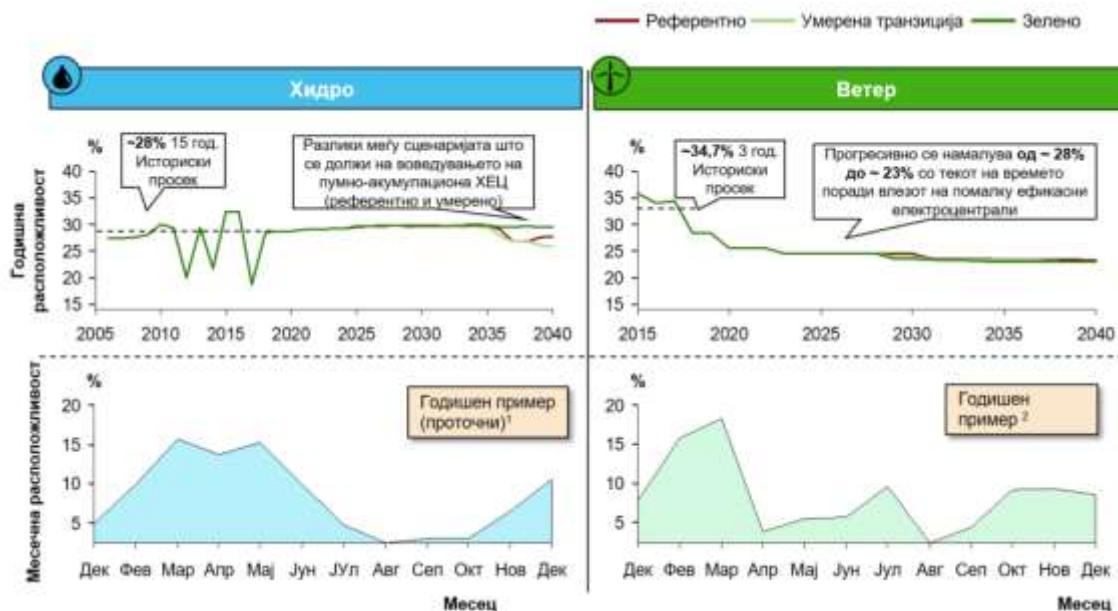 Референтно Умерена транзиција Зелено
Хидро
Ветер
Годишна
расположливост
%
40
35
30
25
20
15
2005 2010 2015 2020 2025 2030 2035 2040
~28% 15 год.
Историски
просек
Разлики меѓу сценаријата што
се должи на воведувањето на
пумно-акумулациона ХЕЦ
(референтно и умерено)
%
40
35
30
25
20
15
2015 2020 2025 2030 2035 2040
~34,7% 3 год.
Историски
просек
Прогресивно се намалува од ~ 28%
до ~ 23% со текот на времето
поради влезот на помалку ефикасни
електроцентрали
Месечна расположливост
%
20
15
10
5
Дек Фев Мар Апр Мај Јун ЈУл Авг Сеп Окт Нов Дек
Месец
Годишен пример
(проточни)¹
%
20
15
10
5
Дек Фев Мар Апр Мај Јун Јул Авг Сеп Окт Нов Дек
Месец
Годишен
пример ²